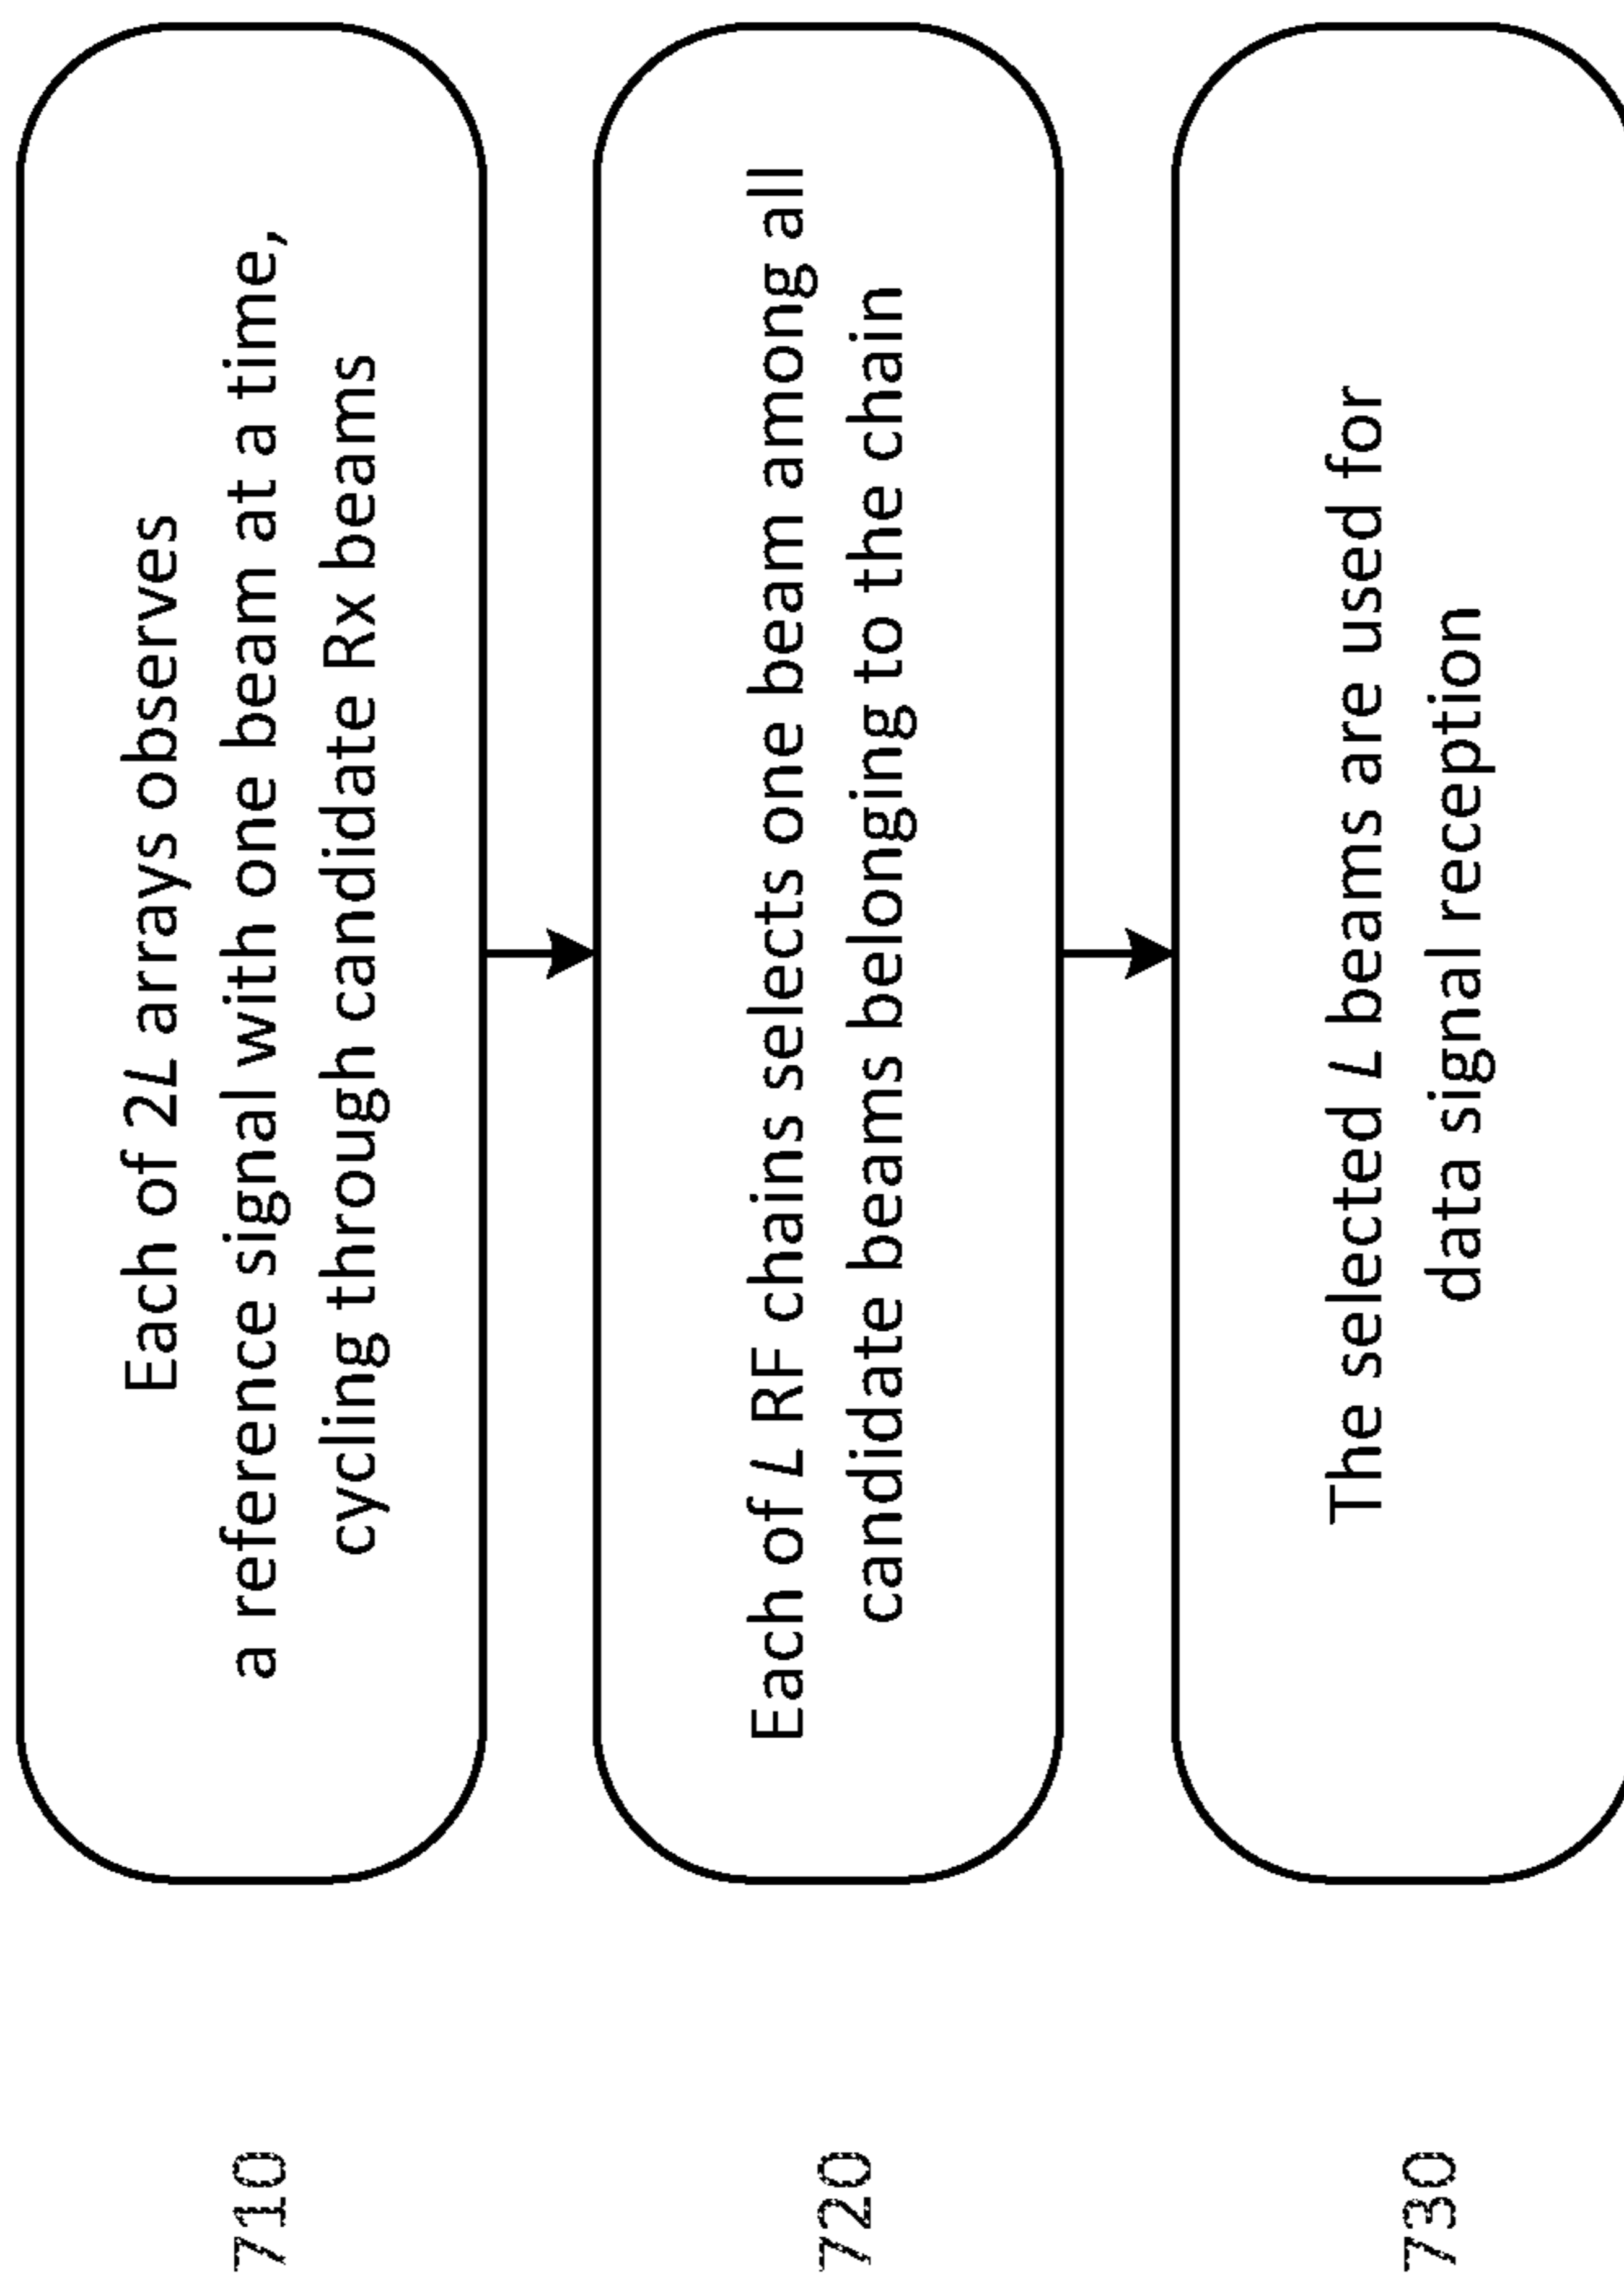 710
Each of 2L arrays observes
a reference signal with one beam at a time,
cycling through candidate Rx beams
720
Each of L RF chains selects one beam among all
candidate beams belonging to the chain
730
The selected L beams are used for
data signal reception